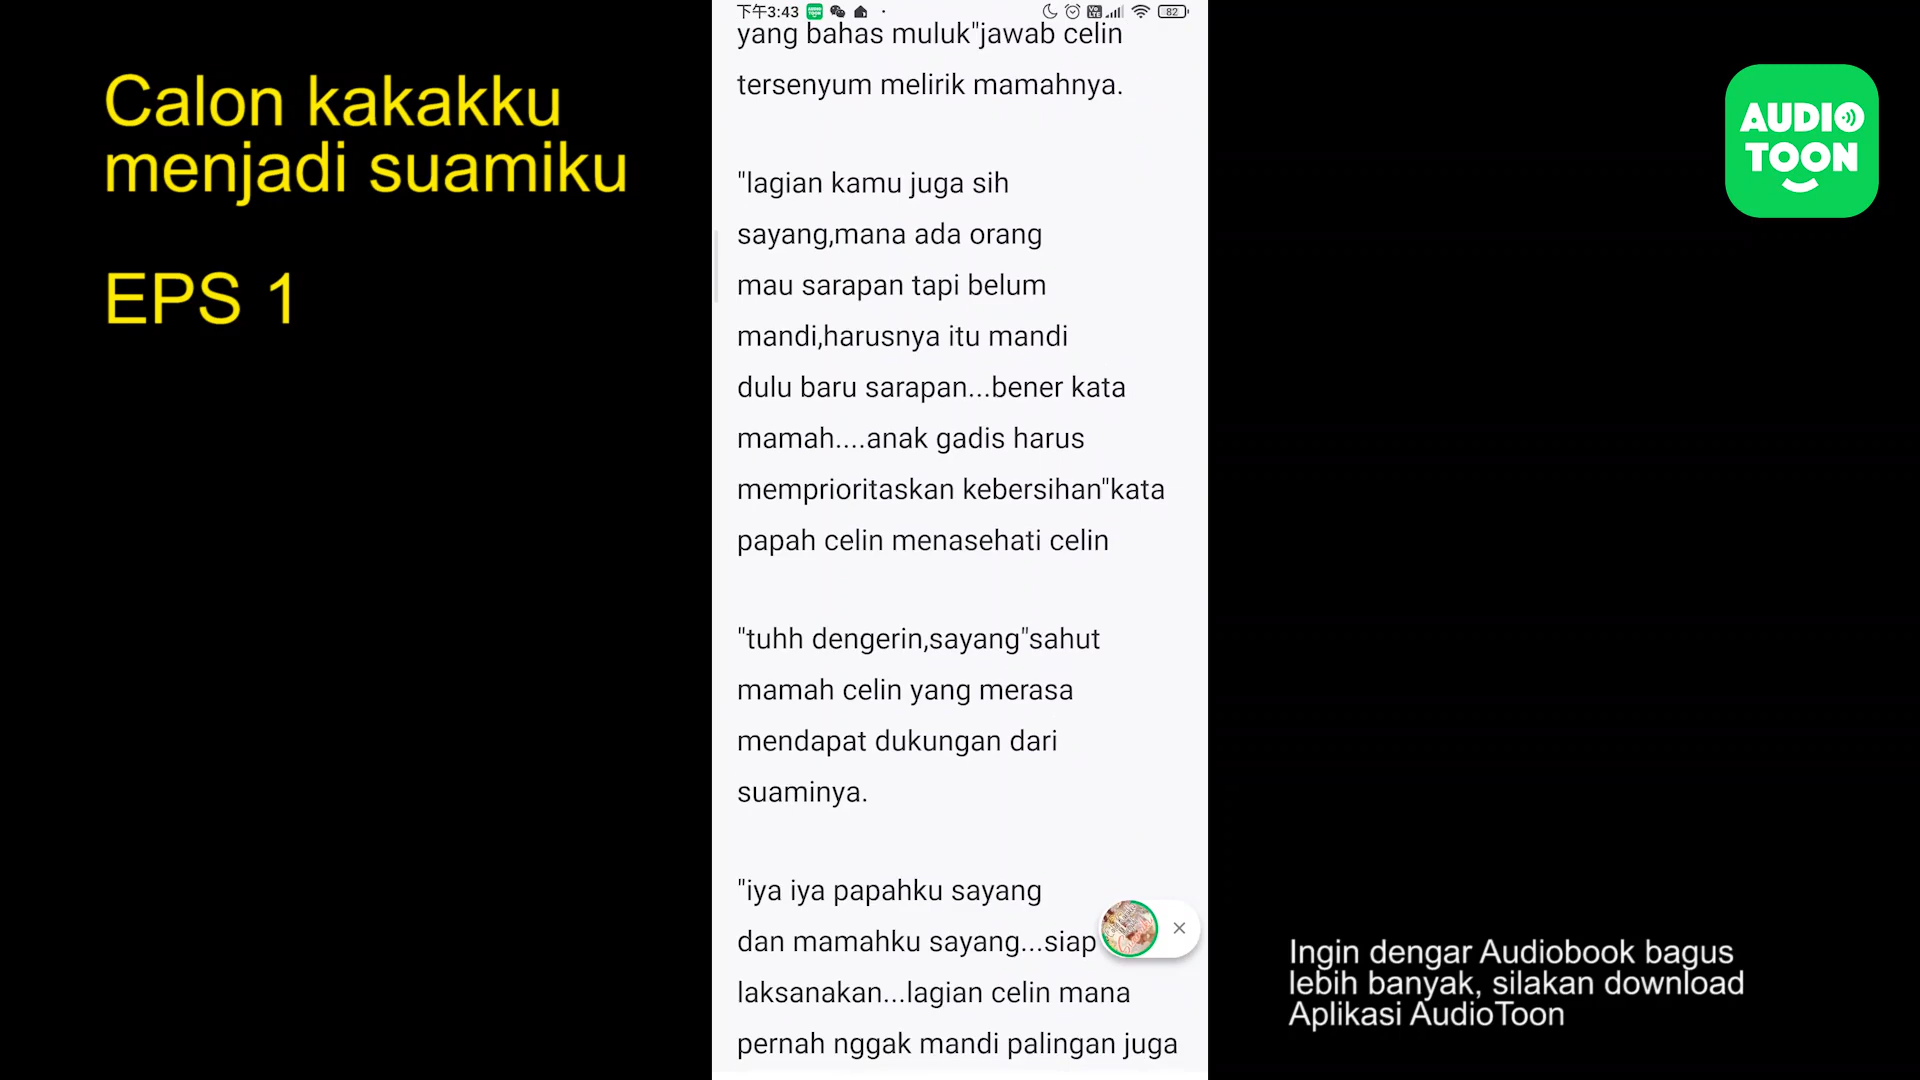 Calon kakakku
menjadi suamiku
EPS 1
下午3:43
82
yang bahas muluk"jawab celin
tersenyum melirik mamahnya.
"lagian kamu juga sih
sayang,mana ada orang
mau sarapan tapi belum
mandi,harusnya itu mandi
dulu baru sarapan...bener kata
mamah....anak gadis harus
memprioritaskan kebersihan"kata
papah celin menasehati celin
"tuhh dengerin,sayang"sahut
mamah celin yang merasa
mendapat dukungan dari
suaminya.
"iya iya papahku sayang
dan mamahku sayang...siap
laksanakan...lagian celin mana
pernah nggak mandi palingan juga
AUDIO
TOON
Ingin dengar Audiobook bagus
lebih banyak, silakan download
Aplikasi AudioToon